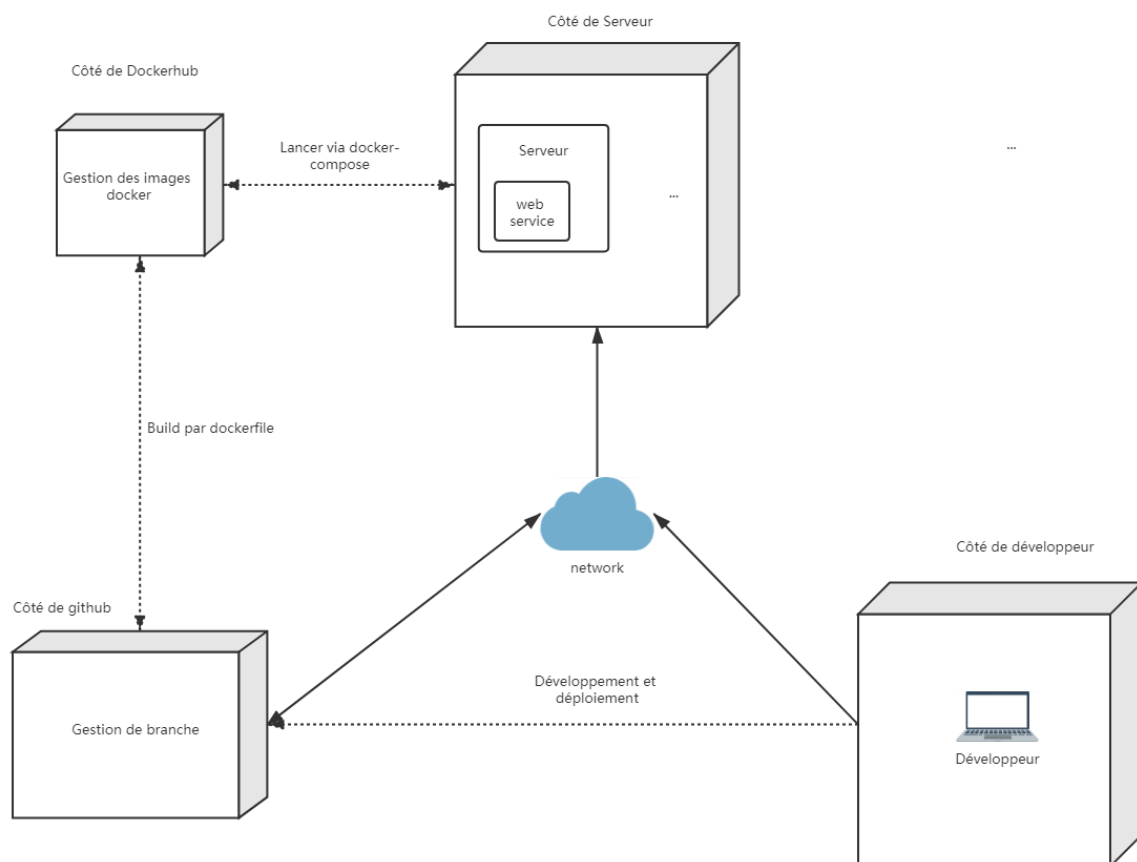 Côté de Serveur
Côté de Dockerhub
Lancer via docker-
compose
Serveur
...
Gestion des images
docker
...
web
service
Build par dockerfile
Côté de développeur
network
Côté de github
Développement et
déploiement
Gestion de branche
Développeur